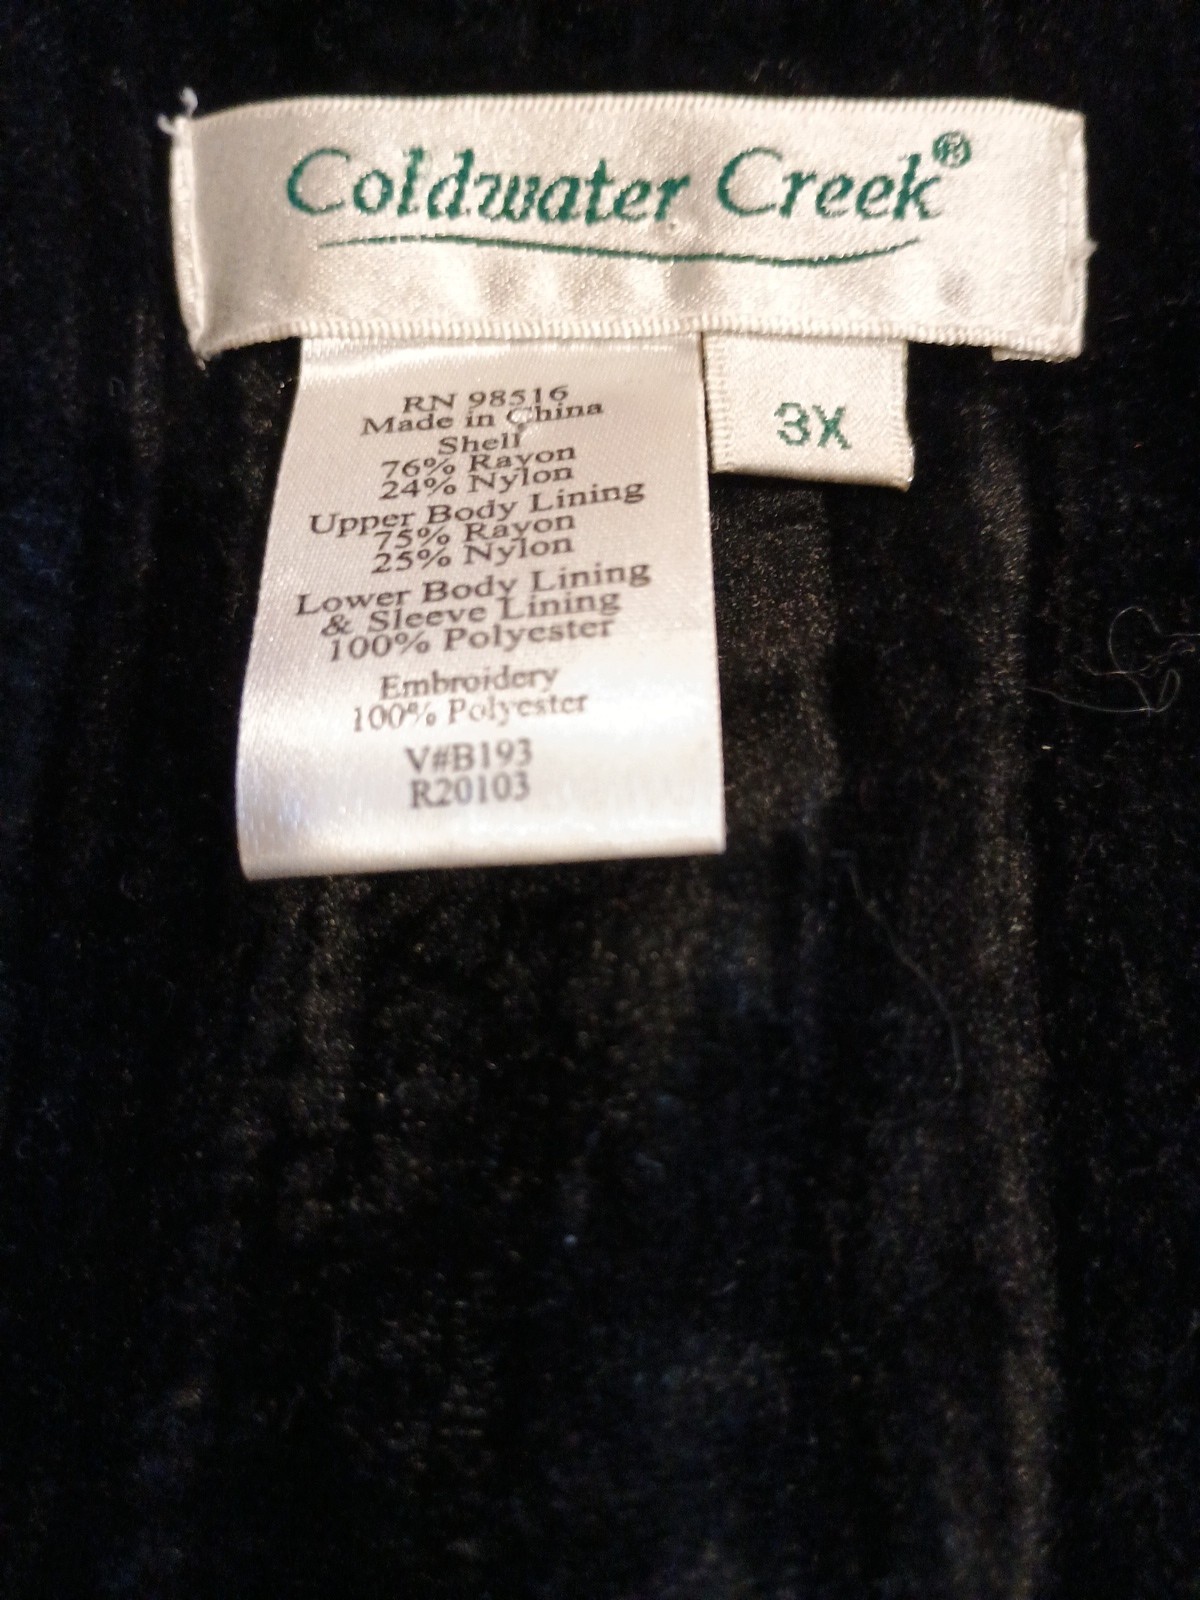 Coldwater Creek®
3X
RN 98516
Made in China
Shell
76% Rayon
24% Nylon
Upper Body Lining
75% Rayon
25% Nylon
Lower Body Lining
& Sleeve Lining
100% Polyester
Embroidery
100% Polyester
V#B193
R20103